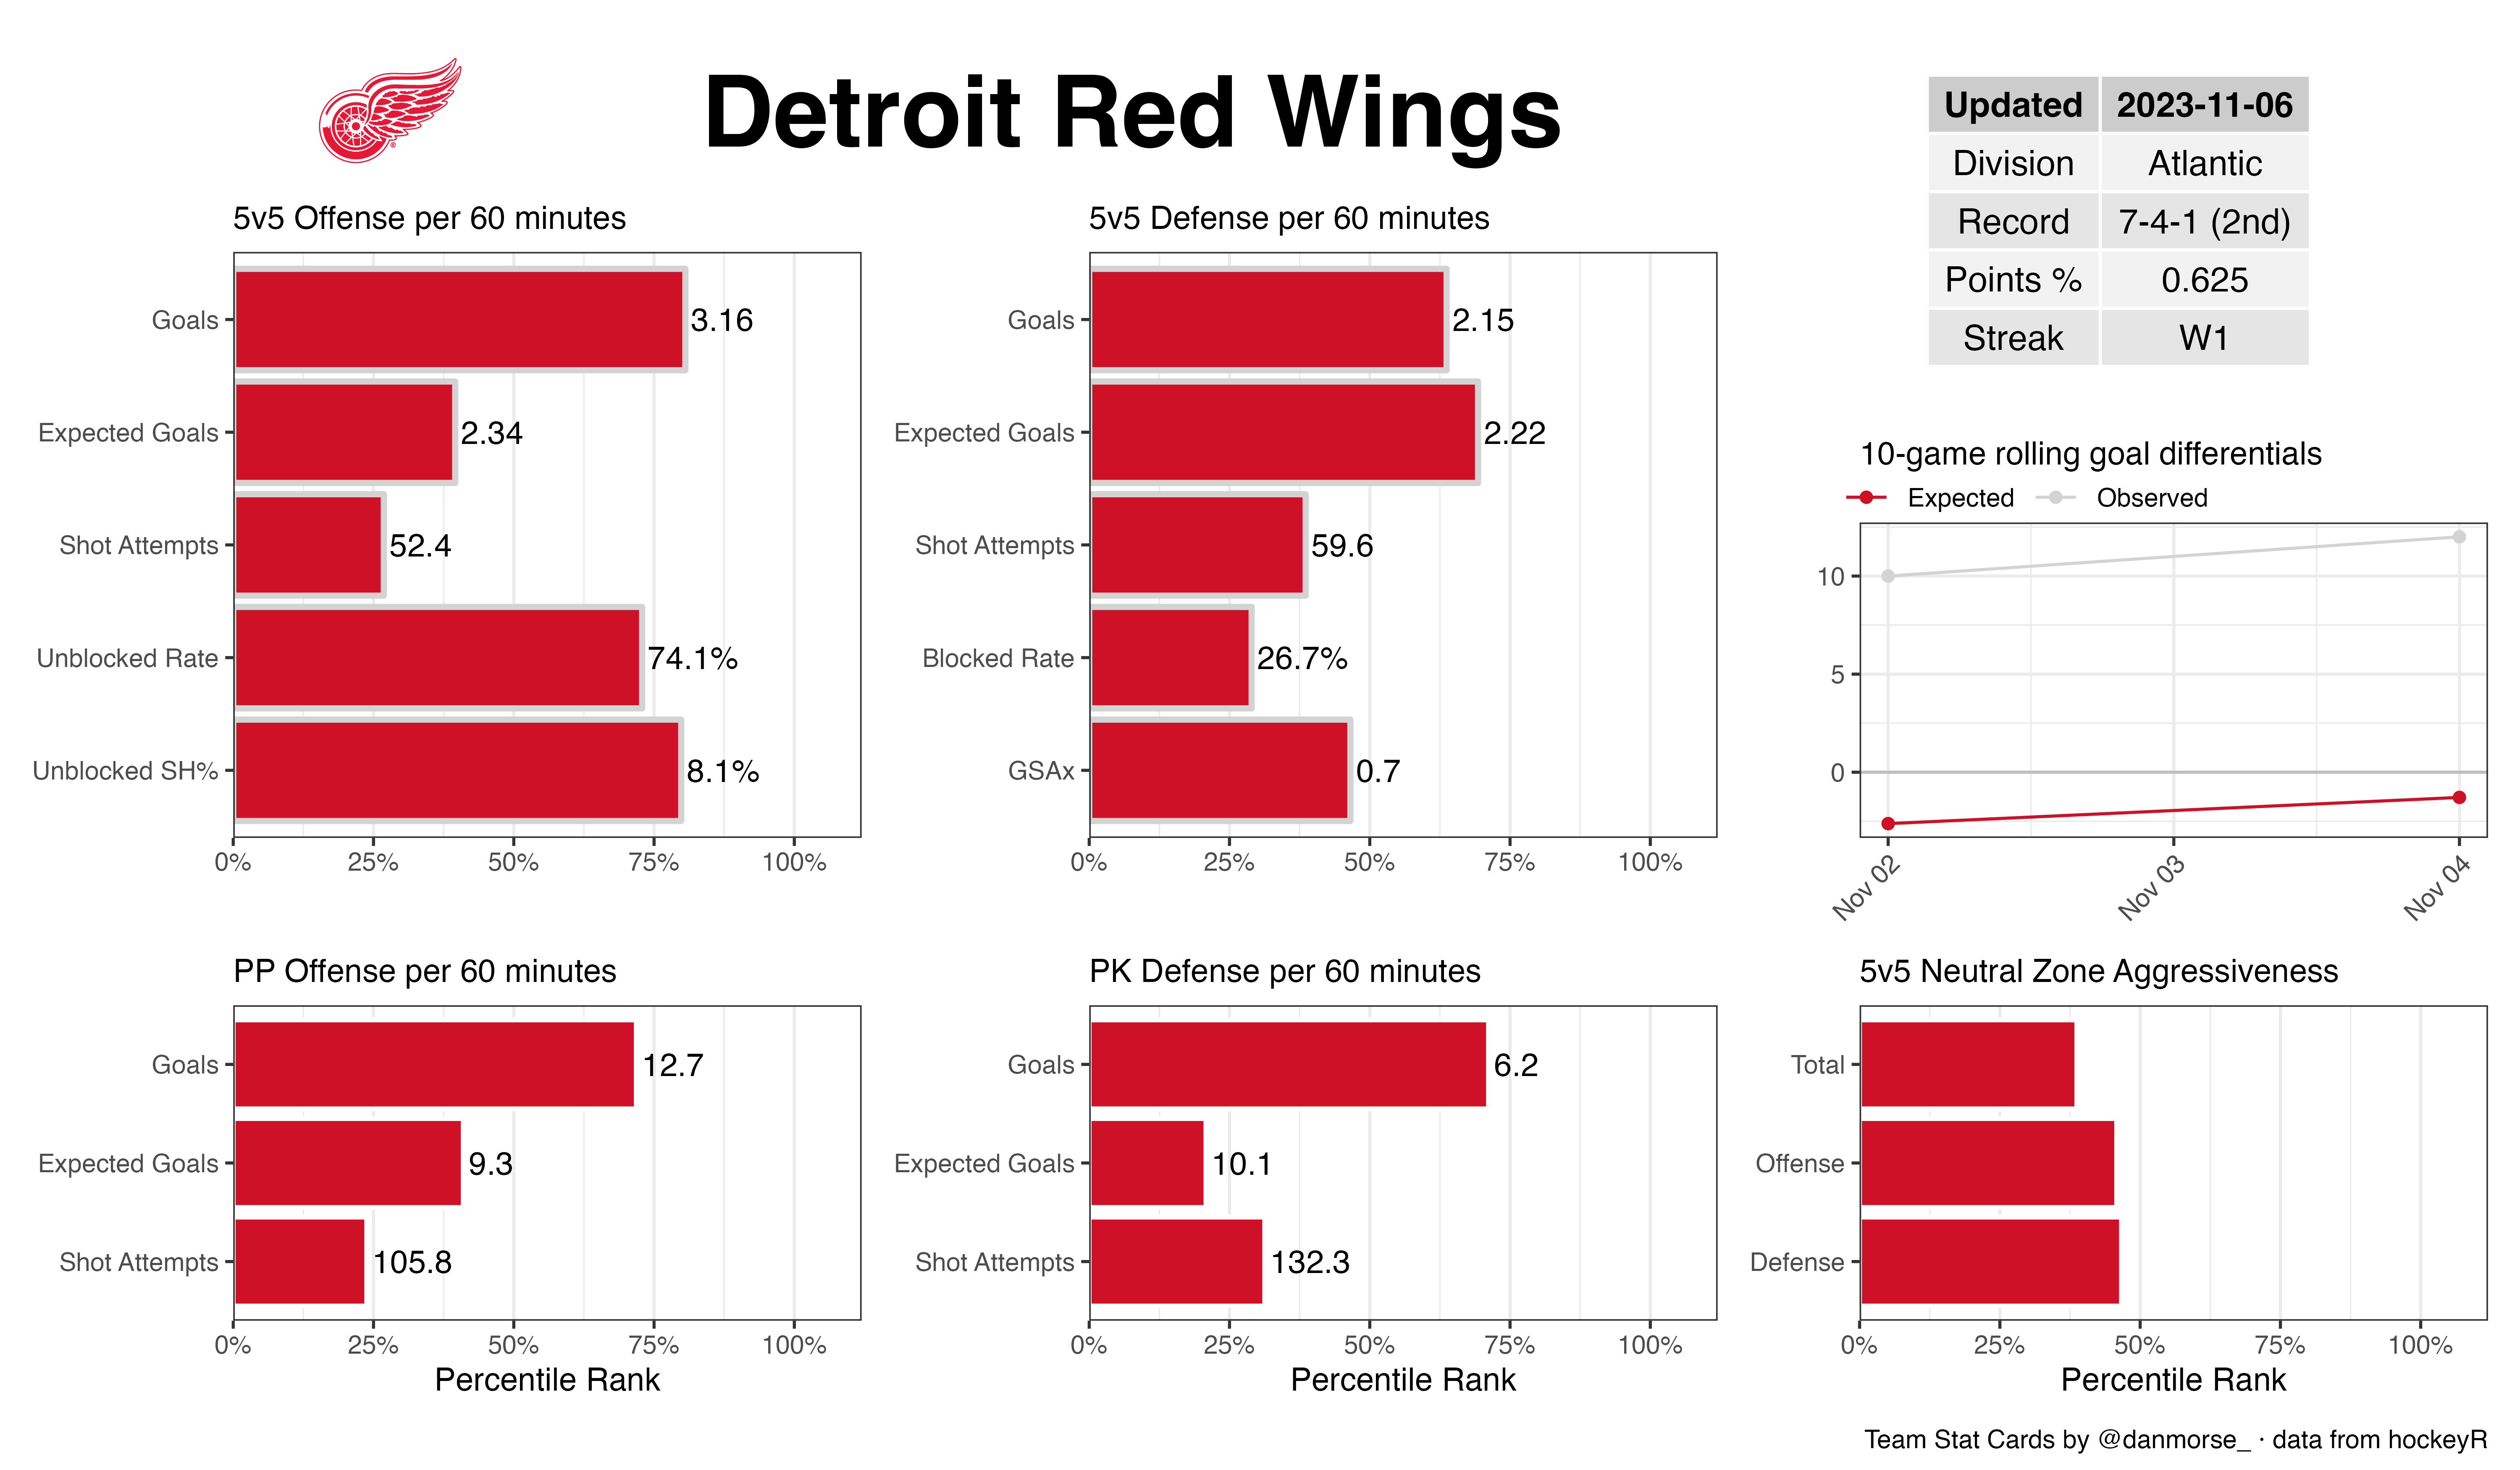 Detroit Red Wings
Updated 2023-11-06
Division Atlantic
Record 7-4-1 (2nd)
Points % 0.625
Streak W1
5v5 Offense per 60 minutes
Goals 3.16
Expected Goals 2.34
Shot Attempts 52.4
Unblocked Rate 74.1%
Unblocked SH% 8.1%
0% 25% 50% 75% 100%
5v5 Defense per 60 minutes
Goals 2.15
Expected Goals 2.22
Shot Attempts 59.6
Blocked Rate 26.7%
GSAx 0.7
0% 25% 50% 75% 100%
10-game rolling goal differentials
Expected Observed
10
5
0
Nov 02 Nov 03 Nov 04
PP Offense per 60 minutes
Goals 12.7
Expected Goals 9.3
Shot Attempts 105.8
0% 25% 50% 75% 100%
Percentile Rank
PK Defense per 60 minutes
Goals 6.2
Expected Goals 10.1
Shot Attempts 132.3
0% 25% 50% 75% 100%
Percentile Rank
5v5 Neutral Zone Aggressiveness
Total
Offense
Defense
0% 25% 50% 75% 100%
Percentile Rank
Team Stat Cards by @danmorse_ · data from hockeyR